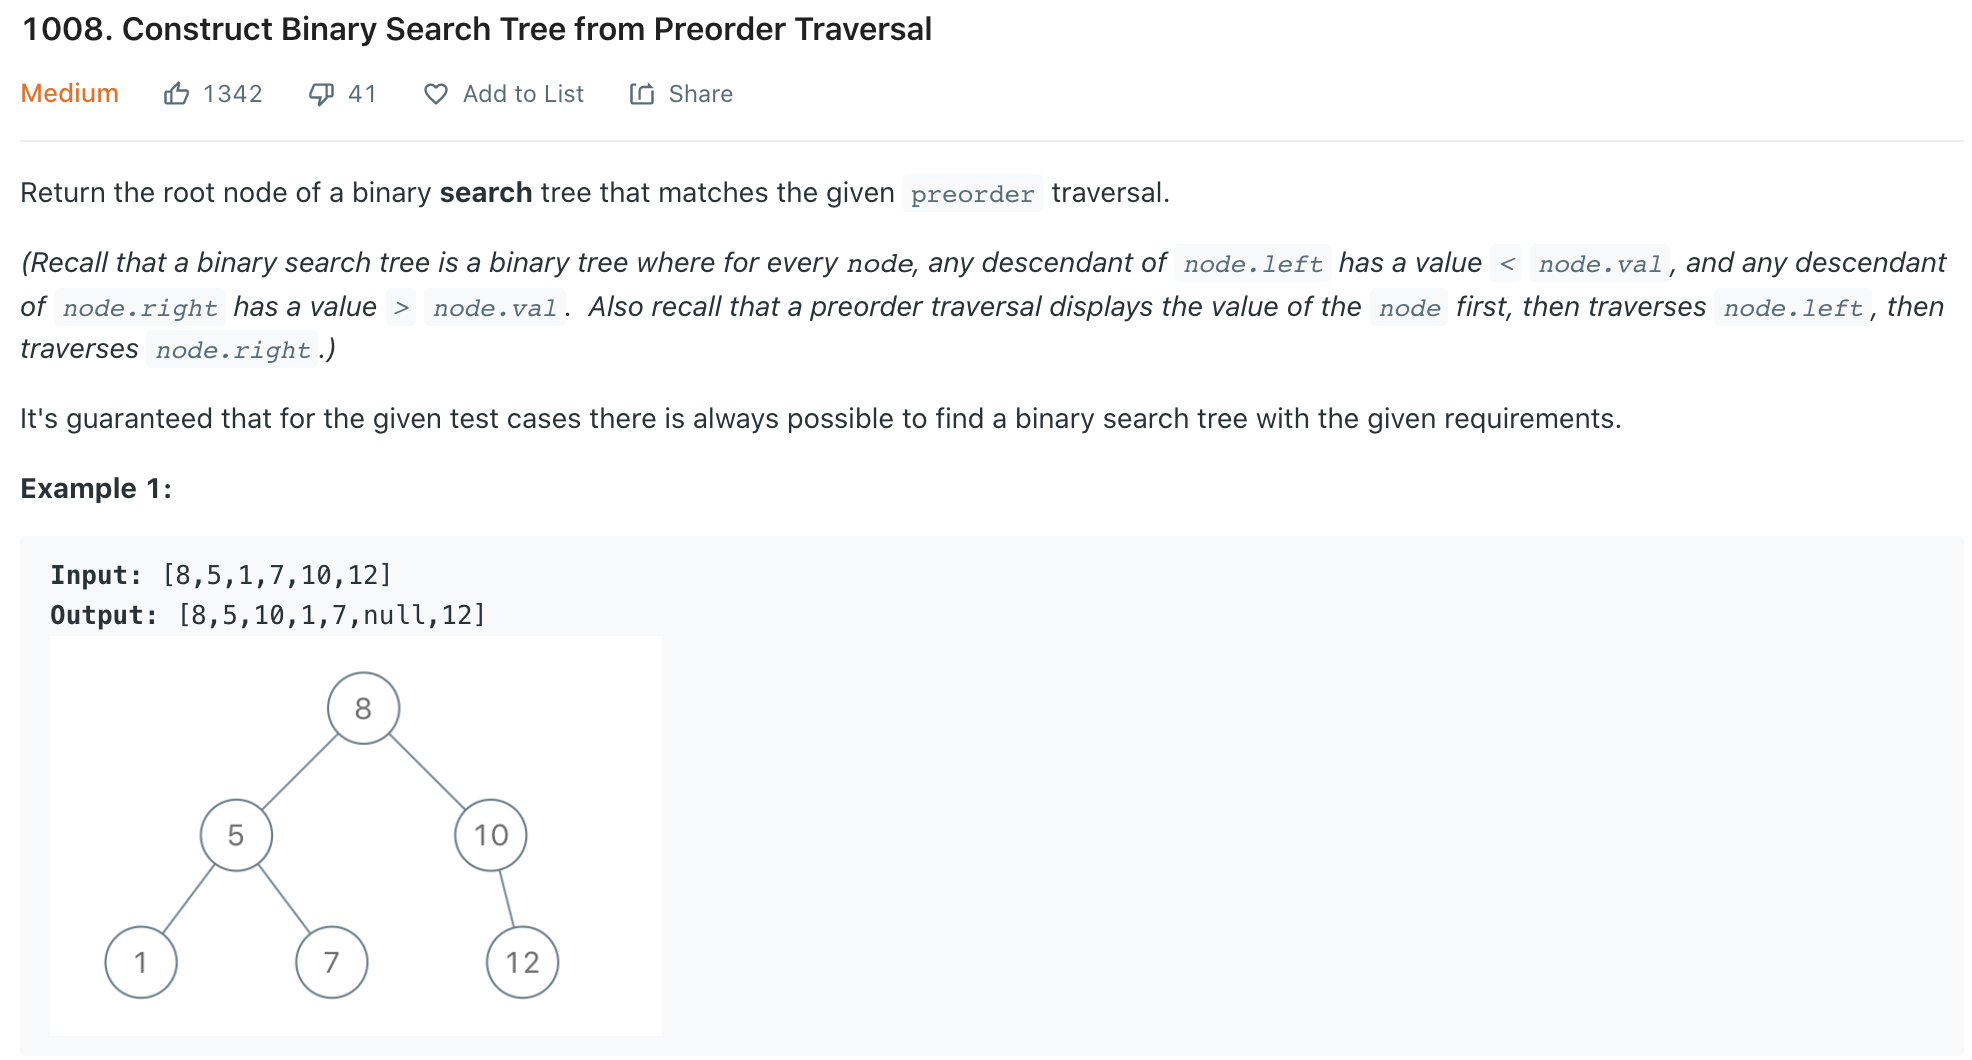 1008. Construct Binary Search Tree from Preorder Traversal
Medium 1342 41 Add to List Share
Return the root node of a binary search tree that matches the given preorder traversal.
(Recall that a binary search tree is a binary tree where for every node, any descendant of node.left has a value < node.val, and any descendant
of node.right has a value > node.val. Also recall that a preorder traversal displays the value of the node first, then traverses node.left, then
traverses node.right.)
It's guaranteed that for the given test cases there is always possible to find a binary search tree with the given requirements.
Example 1:
Input: [8,5,1,7,10,12]
Output: [8,5,10,1,7,null,12]
8
5 10
1 7 12